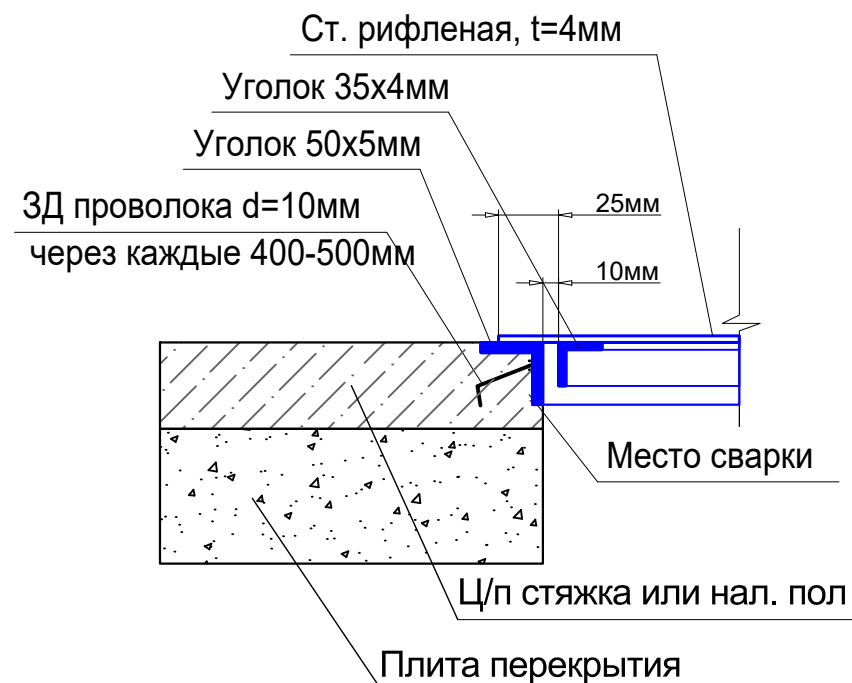 Ст. рифленая, t=4мм
Уголок 35х4мм
Уголок 50х5мм
ЗД проволока d=10мм
через каждые 400-500мм
25мм
10мм
Место сварки
Ц/п стяжка или нал. пол
Плита перекрытия